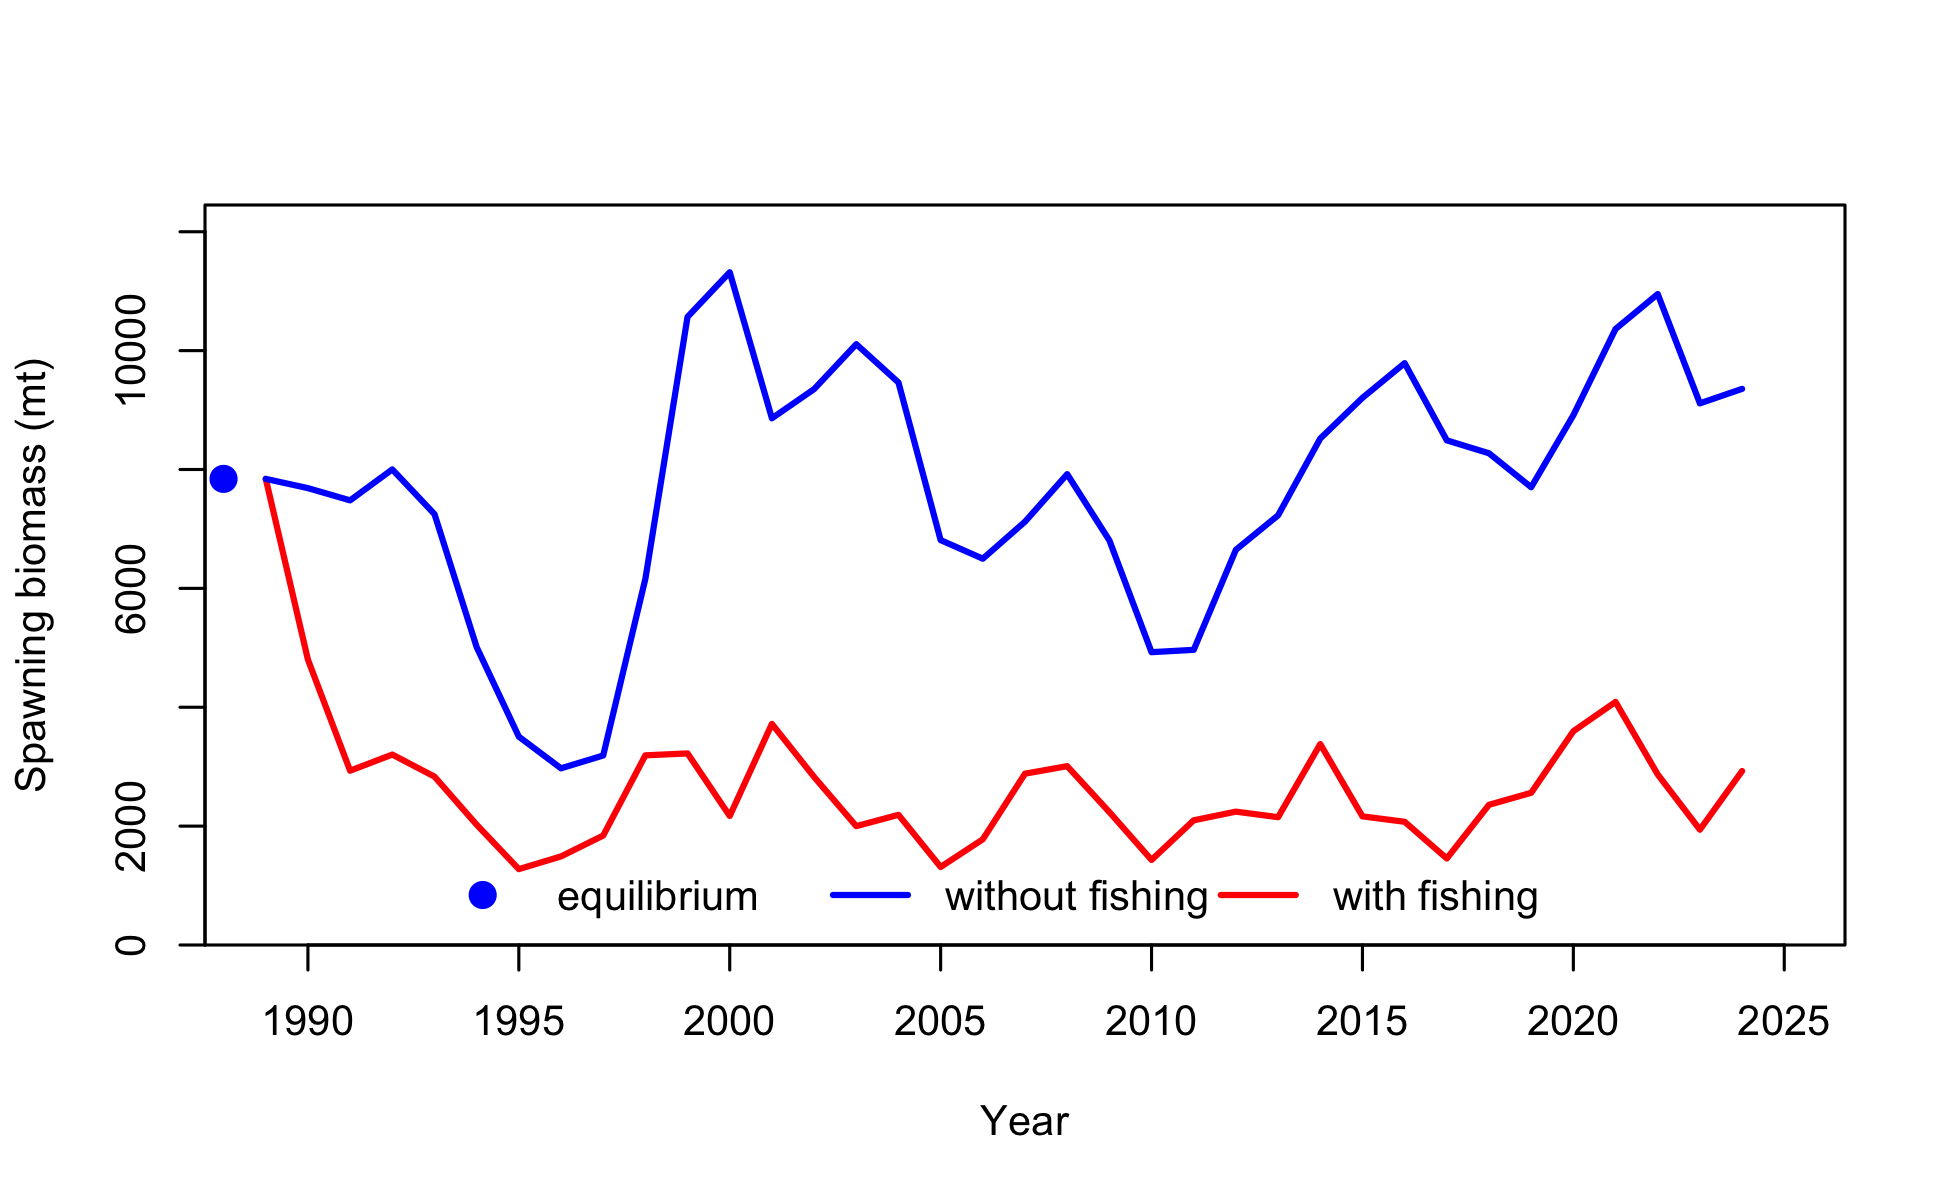 Spawning biomass (mt)
10000
6000
2000
0
equilibrium without fishing with fishing
1990 1995 2000 2005 2010 2015 2020 2025
Year